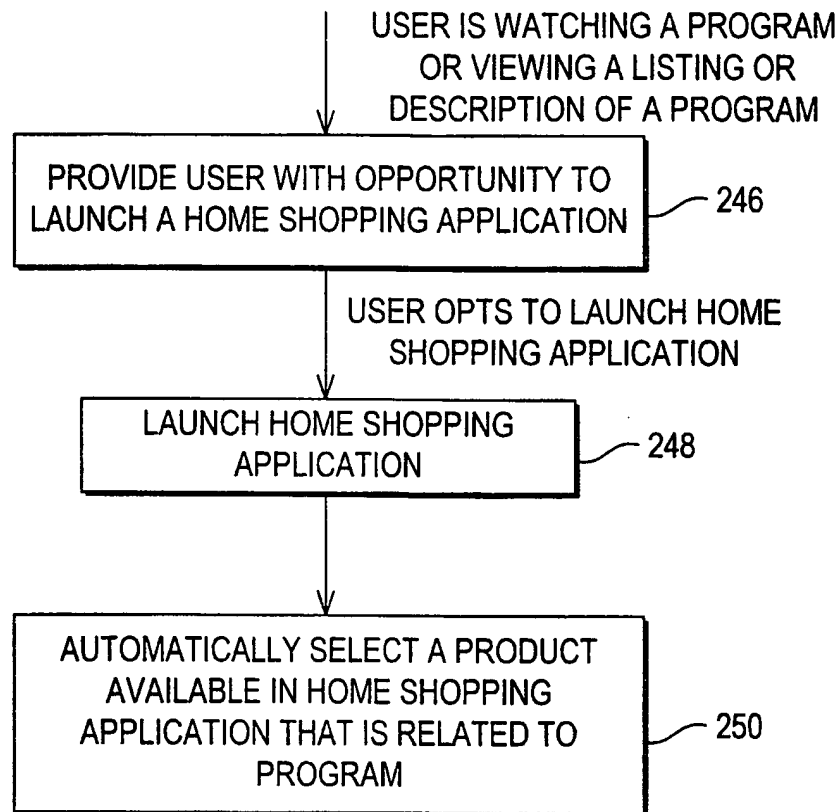 USER IS WATCHING A PROGRAM
OR VIEWING A LISTING OR
DESCRIPTION OF A PROGRAM
PROVIDE USER WITH OPPORTUNITY TO
LAUNCH A HOME SHOPPING APPLICATION
246
USER OPTS TO LAUNCH HOME
SHOPPING APPLICATION
LAUNCH HOME SHOPPING
APPLICATION
248
AUTOMATICALLY SELECT A PRODUCT
AVAILABLE IN HOME SHOPPING
APPLICATION THAT IS RELATED TO
PROGRAM
250